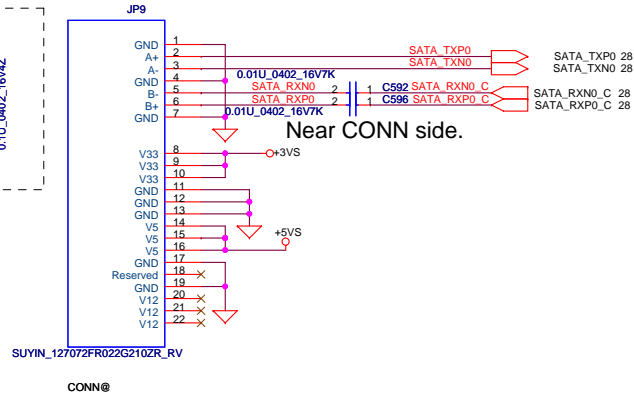 JP9
0.1U_0402_16V4Z
GND 1
A+ 2 SATA_TXP0 SATA_TXP0 28
A- 3 SATA_TXN0 SATA_TXN0 28
GND 4 0.01U_0402_16V7K
B- 5 SATA_RXN0 2 1 C592 SATA_RXN0_C SATA_RXN0_C 28
B+ 6 SATA_RXP0 2 1 C596 SATA_RXP0_C SATA_RXP0_C 28
GND 7 0.01U_0402_16V7K
Near CONN side.
V33 8 +3VS
V33 9
V33 10
GND 11
GND 12
GND 13
V5 14
V5 15 +5VS
V5 16
GND 17
Reserved 18
GND 19
V12 20
V12 21
V12 22
SUYIN_127072FR022G210ZR_RV
CONN@